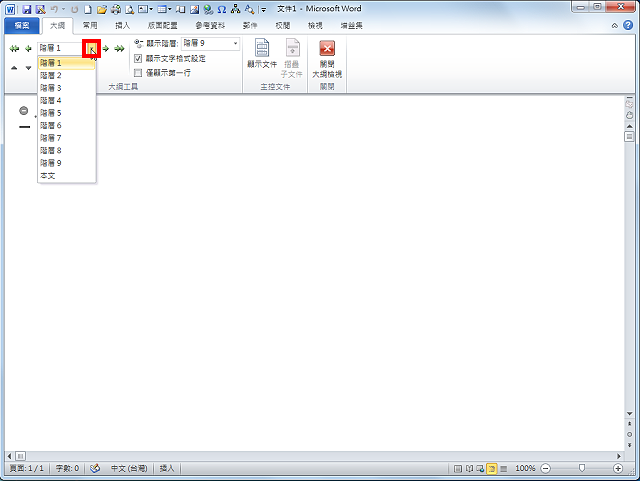 文件1 - Microsoft Word
檔案 大綱 常用 插入 版面配置 參考資料 郵件 校閱 檢視 增益集
階層 1
顯示階層: 階層 9
顯示文字格式設定
僅顯示第一行
大綱工具
顯示文件
摺疊
子文件
主控文件
關閉
大綱檢視
關閉
階層 1
階層 2
階層 3
階層 4
階層 5
階層 6
階層 7
階層 8
階層 9
本文
頁面: 1 / 1 字數: 0 中文 (台灣) 插入 100%